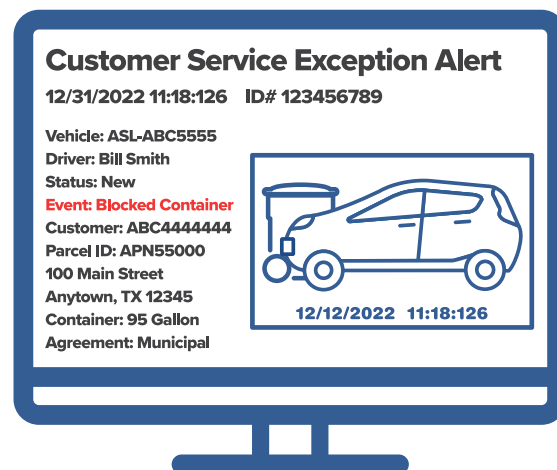 Customer Service Exception Alert
12/31/2022 11:18:126 ID# 123456789
Vehicle: ASL-ABC5555
Driver: Bill Smith
Status: New
Event: Blocked Container
Customer: ABC4444444
Parcel ID: APN55000
100 Main Street
Anytown, TX 12345
Container: 95 Gallon
Agreement: Municipal
12/12/2022 11:18:126